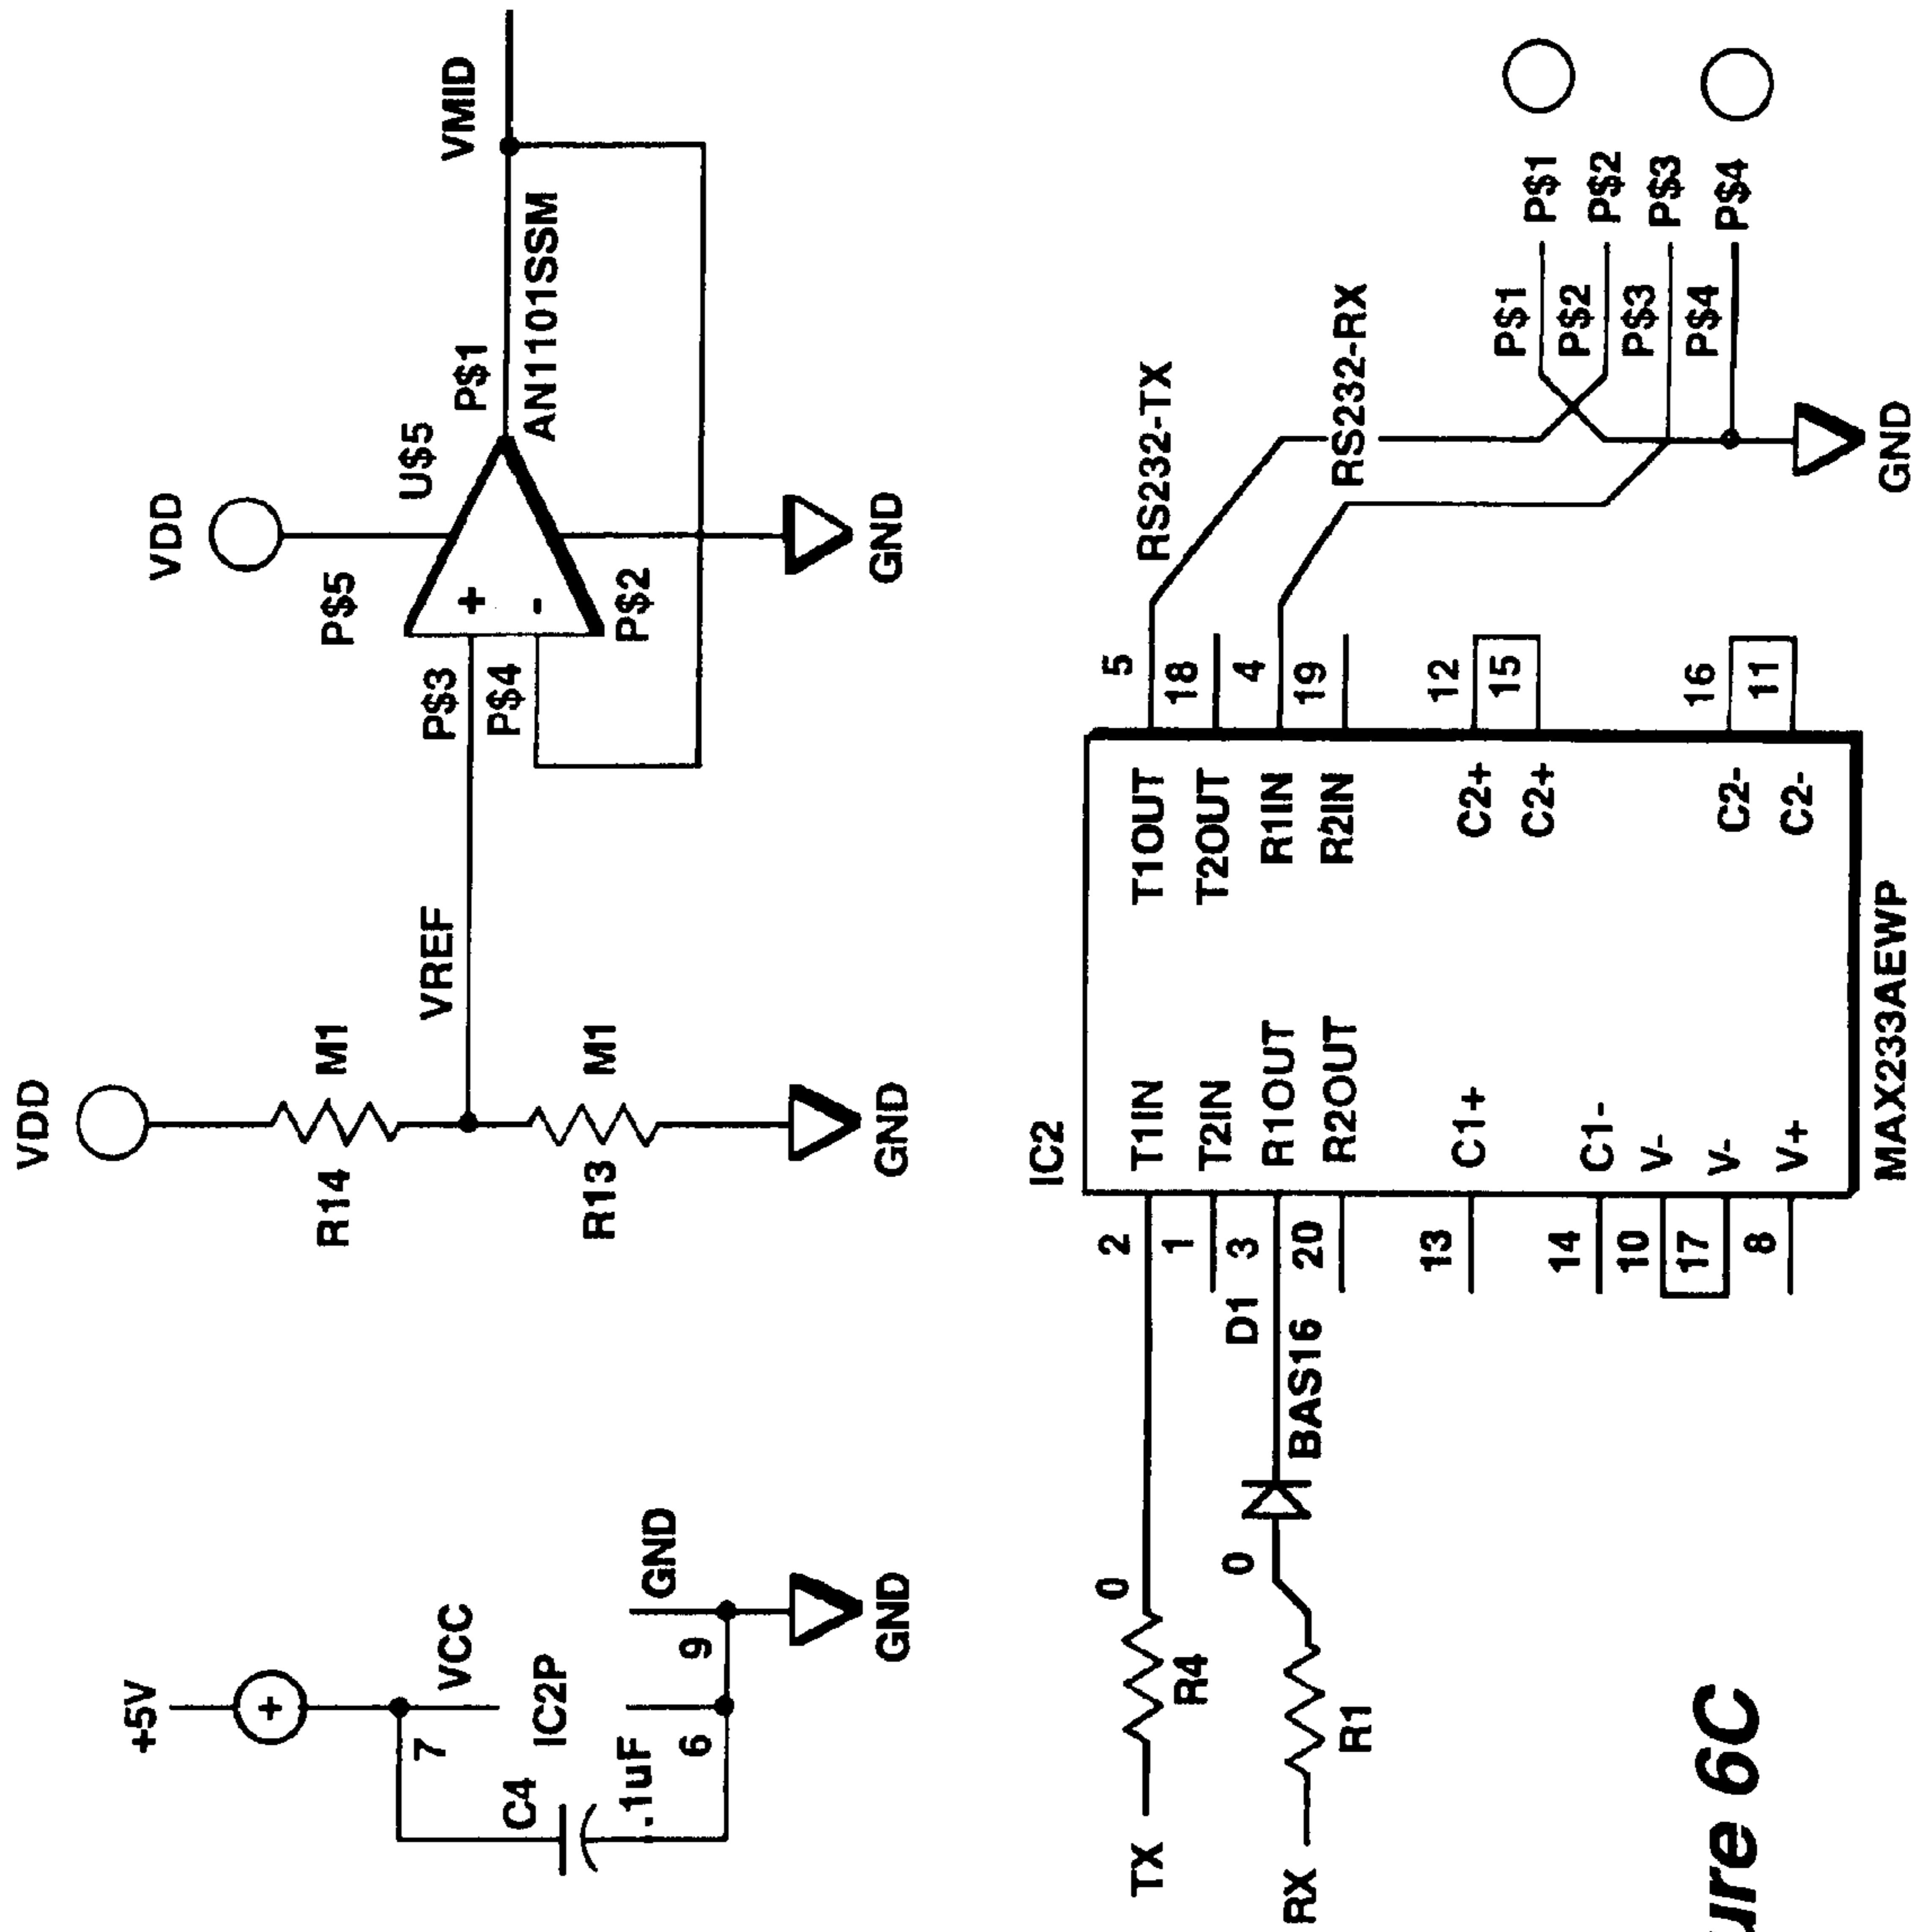 +5V
VCC
7
IC2P
C4
.1uF
6
9
GND
GND
VDD
R14
M1
VREF
R13
M1
GND
VDD
P$5
U$5
P$3
P$4
+
-
P$1
P$2
AN1101SSM
VMID
GND
TX
R4
0
RX
R1
0
D1
BAS16
IC2
2
T1IN
1
T2IN
3
R1OUT
20
R2OUT
13
C1+
14
C1-
10
V-
17
V-
8
V+
T1OUT
5
T2OUT
18
R1IN
4
R2IN
19
C2+
12
C2+
15
C2-
16
C2-
11
MAX233AEWP
RS232-TX
RS232-RX
P$1
P$1
P$2
P$2
P$3
P$3
P$4
P$4
GND
ure 6C